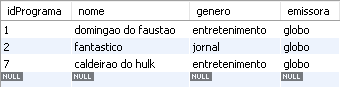 idPrograma nome genero emissora
1 domingao do faustao entretenimento globo
2 fantastico jornal globo
7 caldeirao do hulk entretenimento globo
NULL NULL NULL NULL